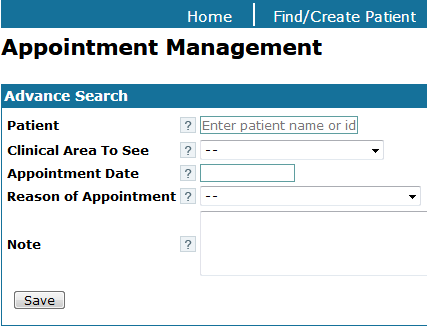 Home Find/Create Patient
Appointment Management
Advance Search
Patient ? Enter patient name or id
Clinical Area To See ? --
Appointment Date ?
Reason of Appointment ? --
Note ?
Save